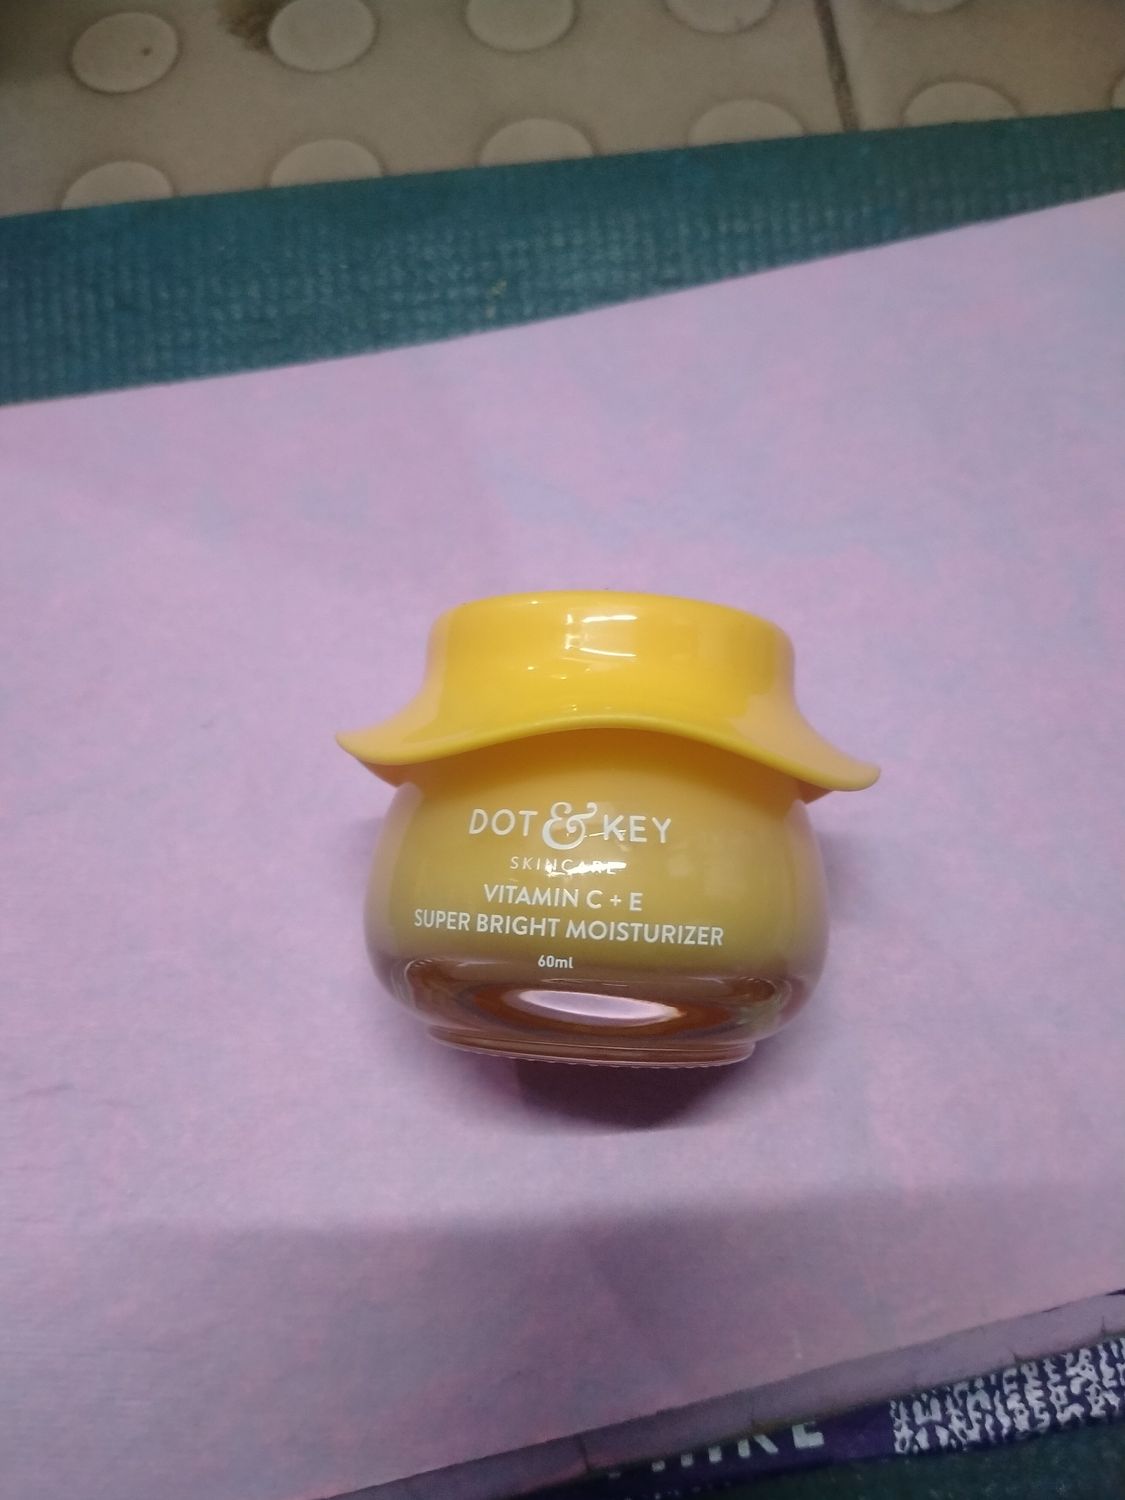 DOT & KEY
SKINCARE
VITAMIN C + E
SUPER BRIGHT MOISTURIZER
60ml